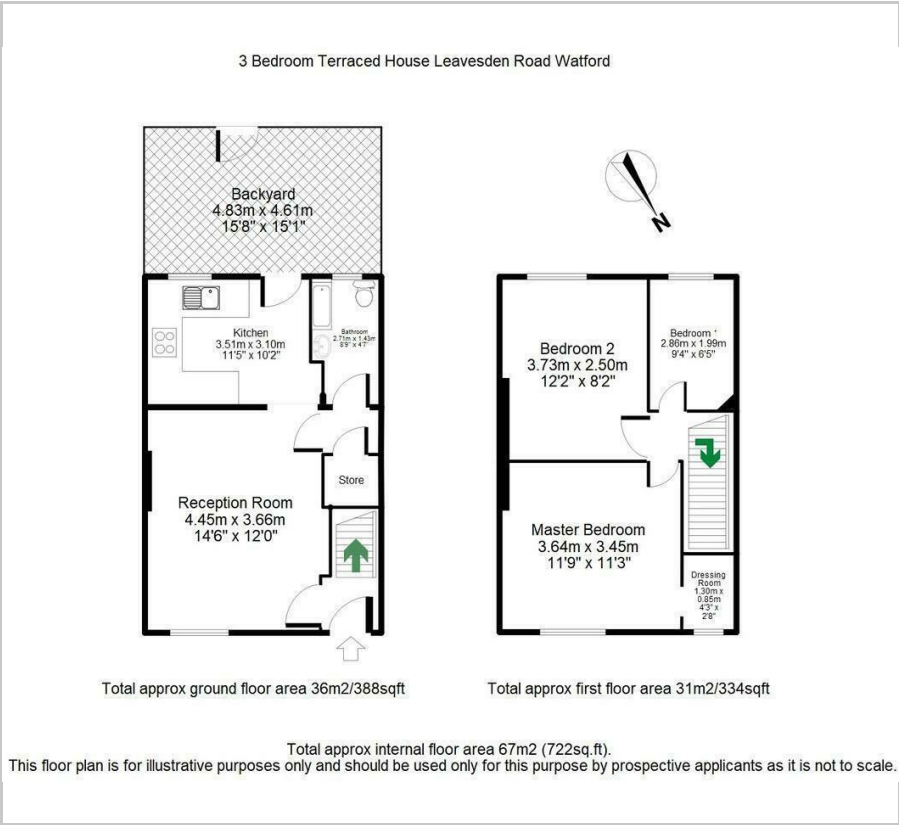 3 Bedroom Terraced House Leavesden Road Watford
Backyard
4.83m x 4.61m
15'8" x 15'1"
N
Kitchen
3.51m x 3.10m
11'5" x 10'2"
Bathroom
2.71m x 1.43m
8'9" x 4'7"
Store
Reception Room
4.45m x 3.66m
14'6" x 12'0"
Bedroom 2
3.73m x 2.50m
12'2" x 8'2"
Bedroom
2.86m x 1.99m
9'4" x 6'5"
Master Bedroom
3.64m x 3.45m
11'9" x 11'3"
Dressing
Room
1.30m x
0.85m
4'3" x
2'8"
Total approx ground floor area 36m2/388sqft
Total approx first floor area 31m2/334sqft
Total approx internal floor area 67m2 (722sq.ft).
This floor plan is for illustrative purposes only and should be used only for this purpose by prospective applicants as it is not to scale.